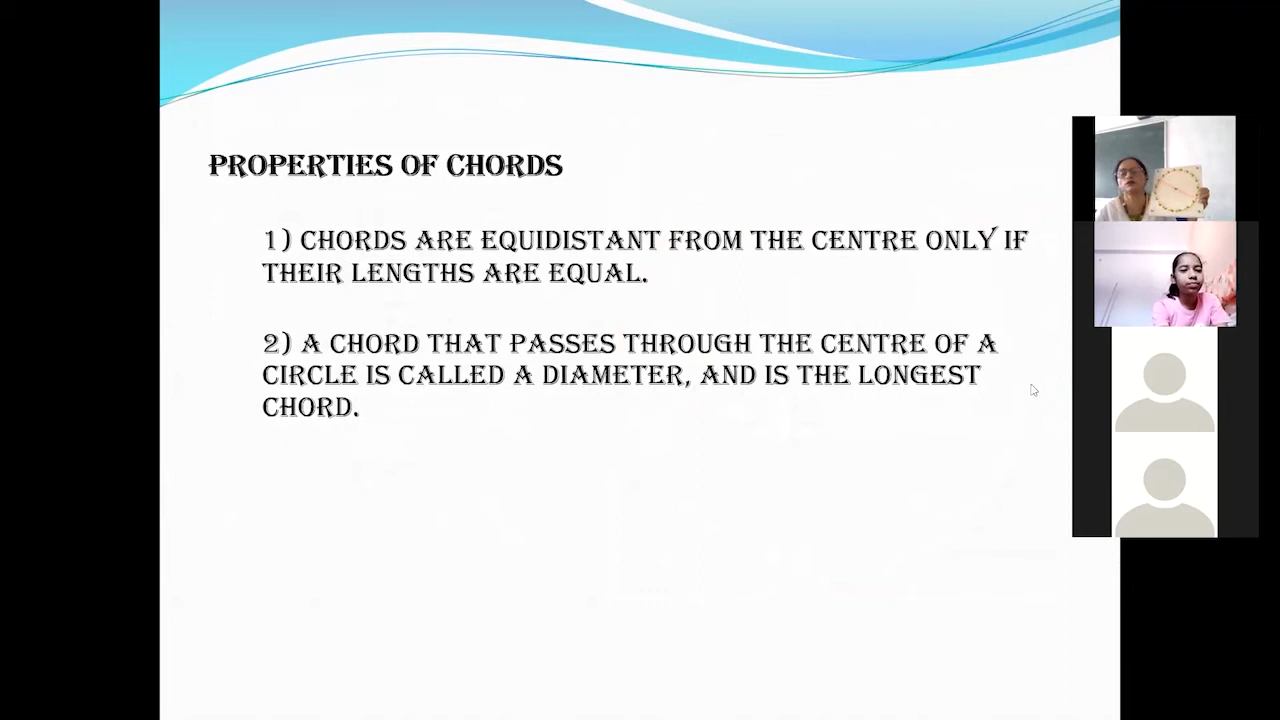 PROPERTIES OF CHORDS
1) CHORDS ARE EQUIDISTANT FROM THE CENTRE ONLY IF
THEIR LENGTHS ARE EQUAL.
2) A CHORD THAT PASSES THROUGH THE CENTRE OF A
CIRCLE IS CALLED A DIAMETER, AND IS THE LONGEST
CHORD.